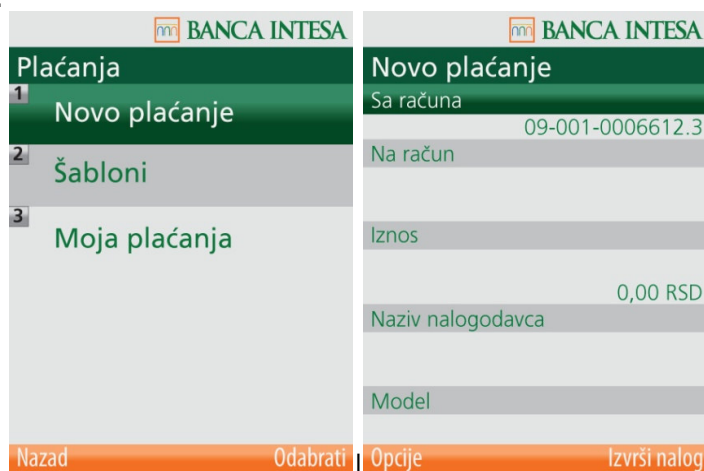 BANCA INTESA
Plaćanja
1
Novo plaćanje
2
Šabloni
3
Moja plaćanja
Nazad Odabrati
BANCA INTESA
Novo plaćanje
Sa računa
09-001-0006612.3
Na račun
Iznos
0,00 RSD
Naziv nalogodavca
Model
Opcije Izvrši nalog